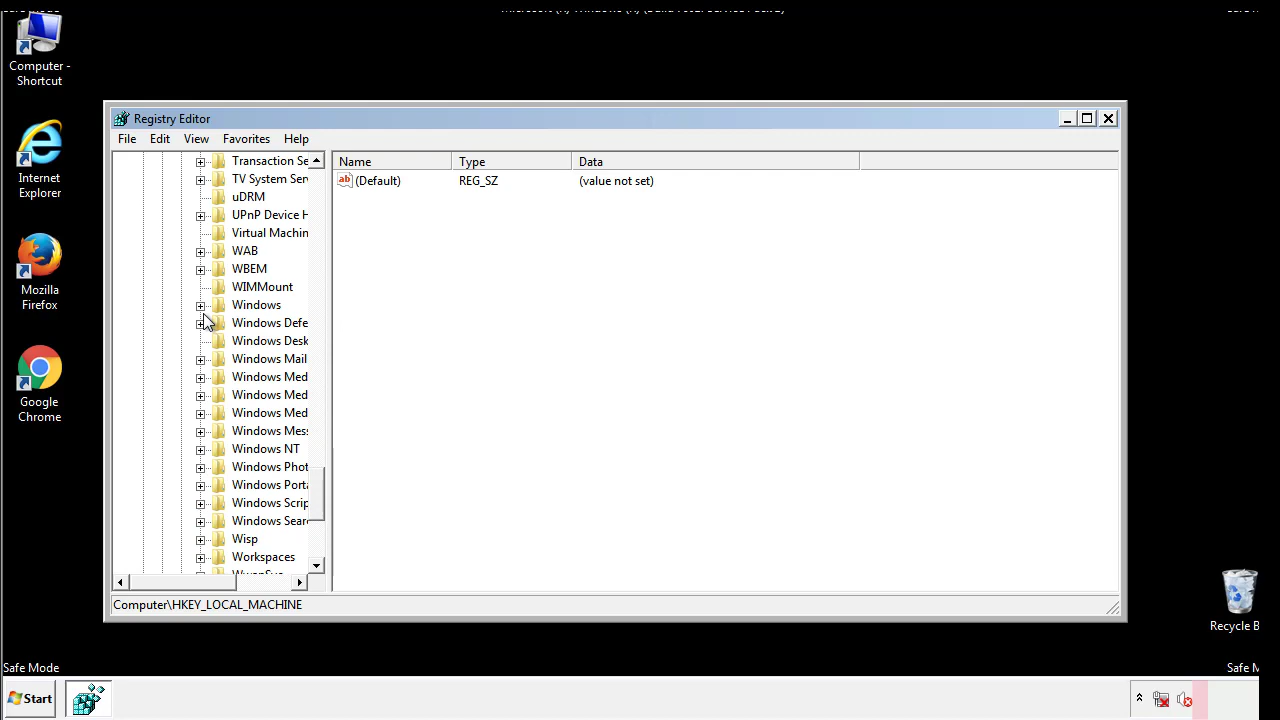 Computer -
Shortcut
Internet
Explorer
Mozilla
Firefox
Google
Chrome
Registry Editor
File Edit View Favorites Help
Transaction Se
TV System Serv
uDRM
UPnP Device H
Virtual Machin
WAB
WBEM
WIMMount
Windows
Windows Defe
Windows Desk
Windows Mail
Windows Med
Windows Med
Windows Med
Windows Mess
Windows NT
Windows Phot
Windows Porta
Windows Scrip
Windows Sear
Wisp
Workspaces
Name Type Data
(Default) REG_SZ (value not set)
Computer\HKEY_LOCAL_MACHINE
Recycle B
Safe Mode
Safe M
Start